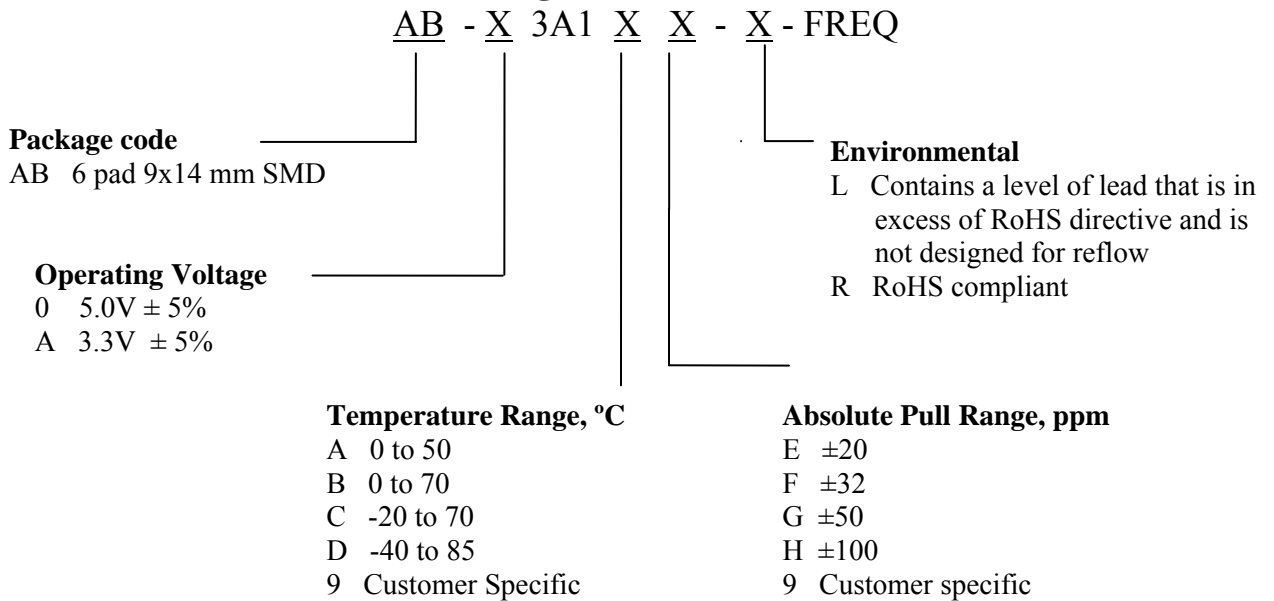 AB - X 3A1 X X - X - FREQ
Package code
AB 6 pad 9x14 mm SMD
Operating Voltage
0 5.0V ± 5%
A 3.3V ± 5%
Environmental
L Contains a level of lead that is in
excess of RoHS directive and is
not designed for reflow
R RoHS compliant
Temperature Range, ºC
A 0 to 50
B 0 to 70
C -20 to 70
D -40 to 85
9 Customer Specific
Absolute Pull Range, ppm
E ±20
F ±32
G ±50
H ±100
9 Customer specific